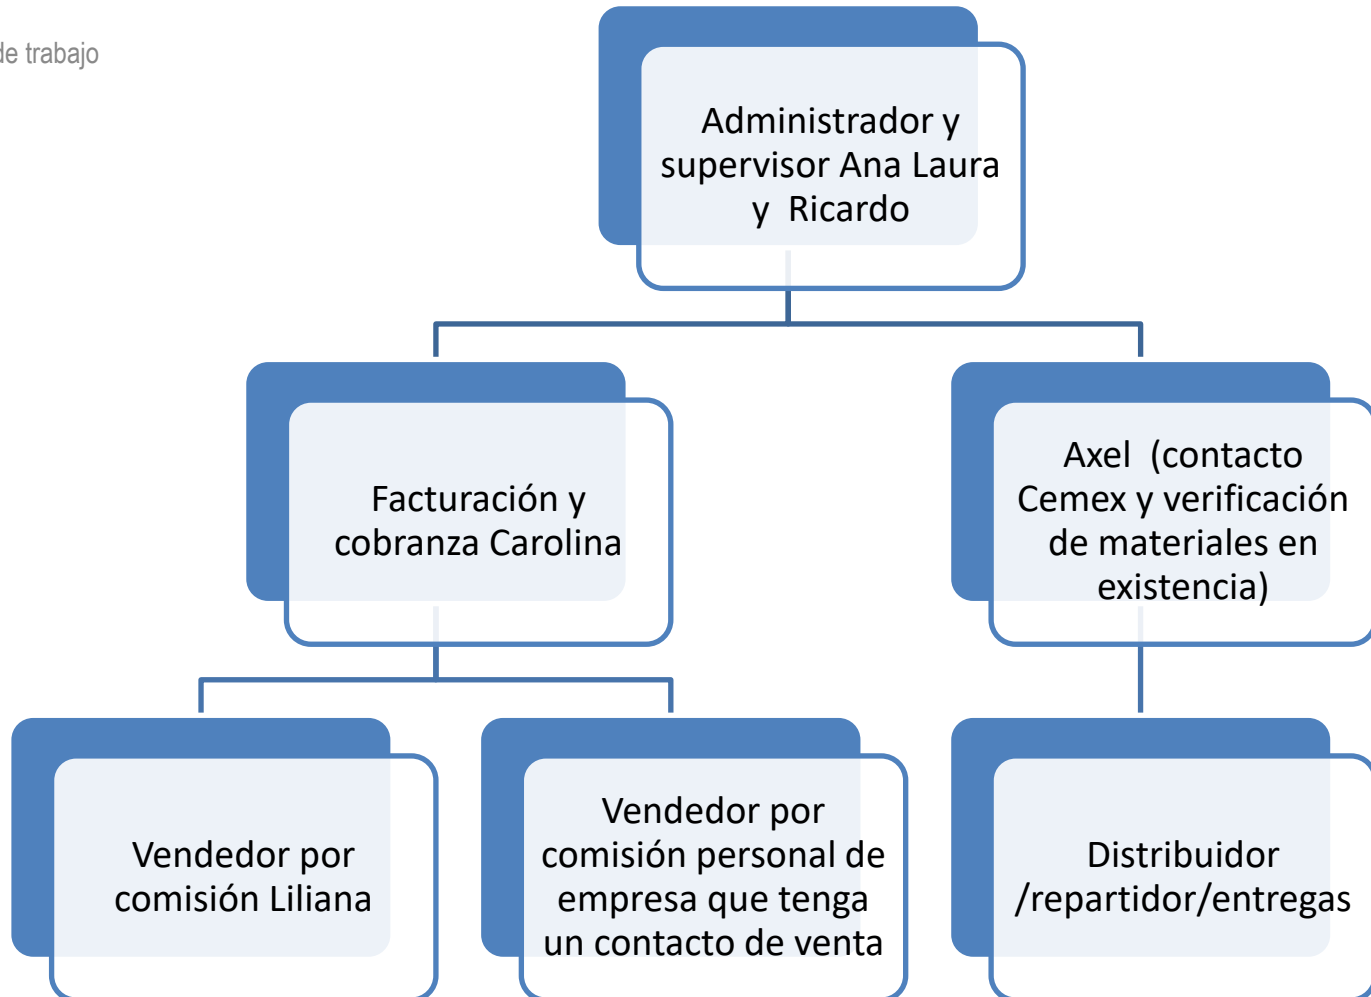 de trabajo
Administrador y
supervisor Ana Laura
y Ricardo
Facturación y
cobranza Carolina
Axel (contacto
Cemex y verificación
de materiales en
existencia)
Vendedor por
comisión Liliana
Vendedor por
comisión personal de
empresa que tenga
un contacto de venta
Distribuidor
/repartidor/entregas